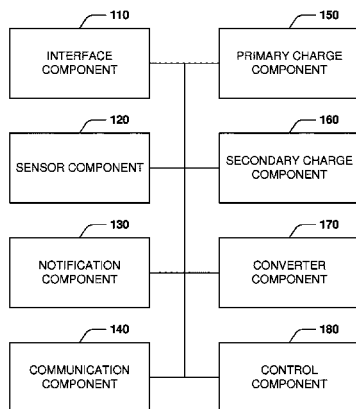 110
INTERFACE
COMPONENT
150
PRIMARY CHARGE
COMPONENT
120
SENSOR COMPONENT
160
SECONDARY CHARGE
COMPONENT
130
NOTIFICATION
COMPONENT
170
CONVERTER
COMPONENT
140
COMMUNICATION
COMPONENT
180
CONTROL
COMPONENT